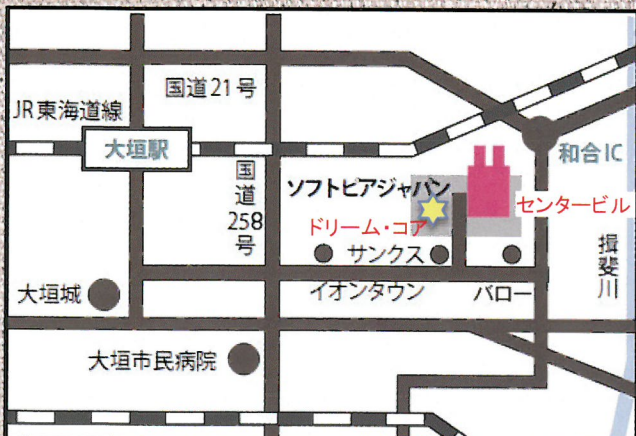 国道21号
JR東海道線
大垣駅
和合IC
国道258号
ソフトピアジャパン
センタービル
ドリーム・コア
サンクス
揖斐川
大垣城
イオンタウン
バロー
大垣市民病院